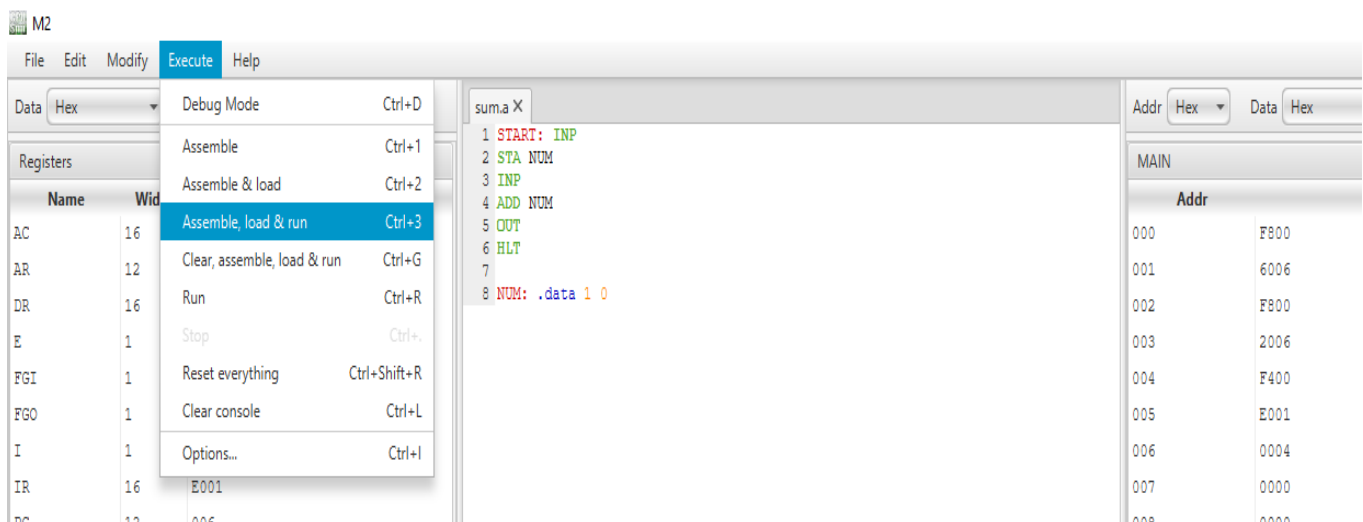 M2
File Edit Modify Execute Help
Data Hex
Registers
Name Wid
AC 16
AR 12
DR 16
E 1
FGI 1
FGO 1
I 1
IR 16 E001
Debug Mode Ctrl+D
Assemble Ctrl+1
Assemble & load Ctrl+2
Assemble, load & run Ctrl+3
Clear, assemble, load & run Ctrl+G
Run Ctrl+R
Stop Ctrl+.
Reset everything Ctrl+Shift+R
Clear console Ctrl+L
Options... Ctrl+I
sum.a X
1 START: INP
2 STA NUM
3 INP
4 ADD NUM
5 OUT
6 HLT
7
8 NUM: .data 1 0
Addr Hex Data Hex
MAIN
Addr
000 F800
001 6006
002 F800
003 2006
004 F400
005 E001
006 0004
007 0000